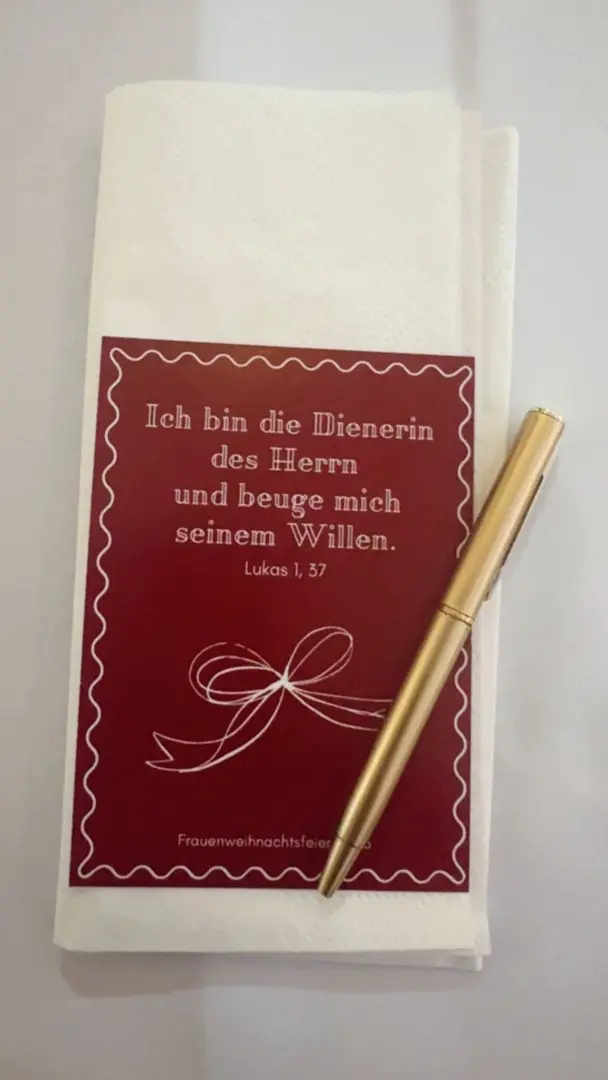 Ich bin die Dienerin
des Herrn
und beuge mich
seinem Willen.
Lukas 1, 37
Frauenweihnachtsfeier